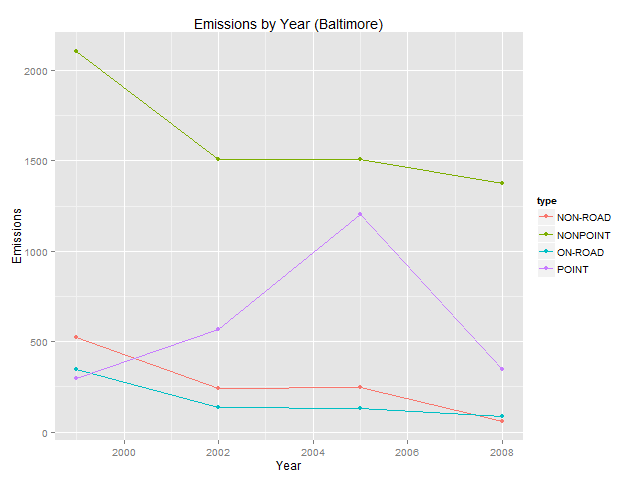 Emissions by Year (Baltimore)
Emissions
2000
1500
1000
500
0
2000
2002
2004
2006
2008
Year
type
NON-ROAD
NONPOINT
ON-ROAD
POINT